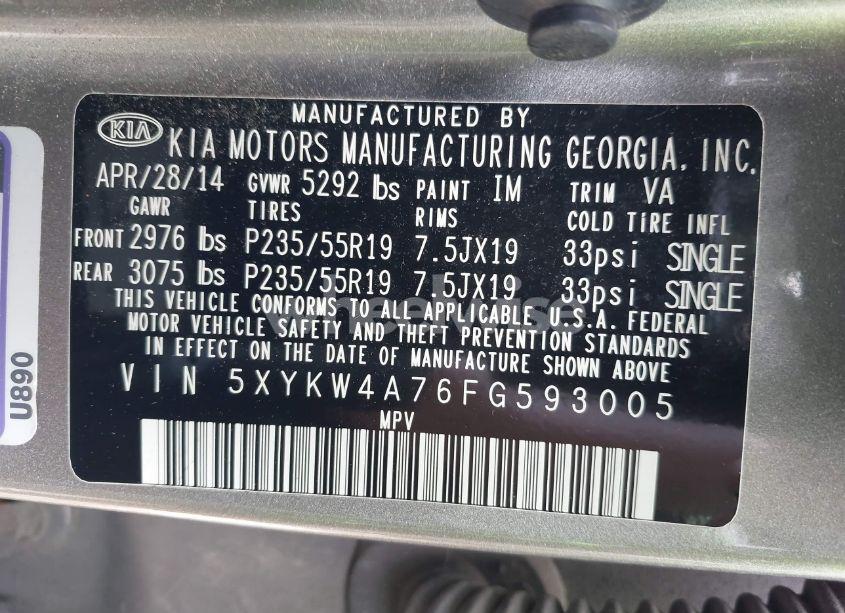 MANUFACTURED BY
KIA KIA MOTORS MANUFACTURING GEORGIA, INC.
APR/28/14 GVWR 5292 lbs PAINT IM TRIM VA
GAWR TIRES RIMS COLD TIRE INFL
FRONT 2976 lbs P235/55R19 7.5JX19 33psi SINGLE
REAR 3075 lbs P235/55R19 7.5JX19 33psi SINGLE
THIS VEHICLE CONFORMS TO ALL APPLICABLE U.S.A. FEDERAL
MOTOR VEHICLE SAFETY AND THEFT PREVENTION STANDARDS
IN EFFECT ON THE DATE OF MANUFACTURE SHOWN ABOVE
VIN 5XYKW4A76FG593005
MPV
U890